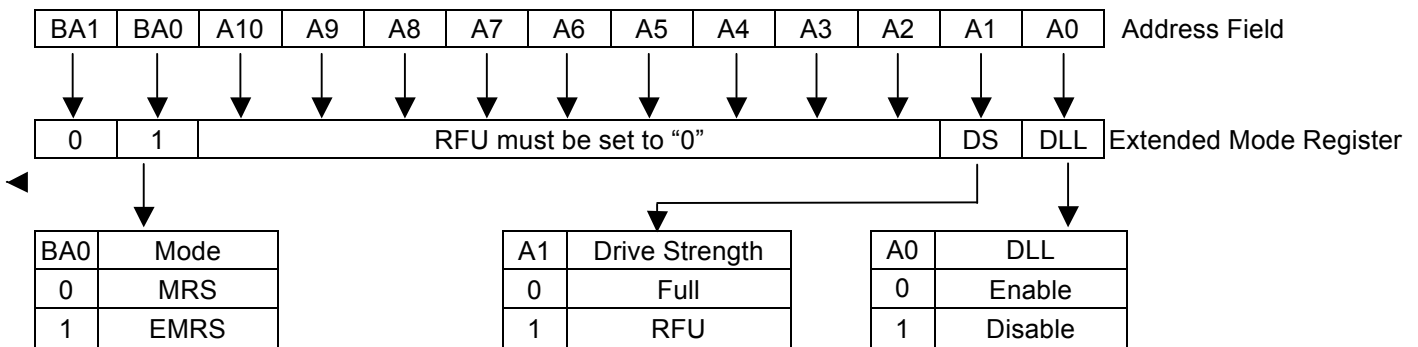 BA1 BA0 A10 A9 A8 A7 A6 A5 A4 A3 A2 A1 A0 Address Field
0 1 RFU must be set to “0” DS DLL Extended Mode Register
BA0 Mode
0 MRS
1 EMRS
A1 Drive Strength
0 Full
1 RFU
A0 DLL
0 Enable
1 Disable